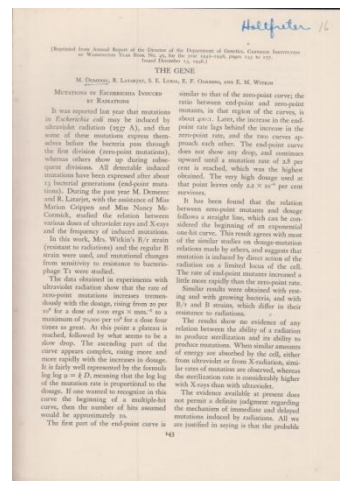 Holtfreter 16
[Reprinted from Annual Report of the Director of the Department of Genetics, Carnegie Institution
of Washington Year Book No. 45, for the year 1945–1946, pages 143 to 157.
Issued December 13, 1946.]
THE GENE
M. Demerec, R. Latarjet, S. E. Luria, E. F. Oakberg, and E. M. Witkin
Mutations in Escherichia Induced
by Radiations
It was reported last year that mutations
in Escherichia coli may be induced by
ultraviolet radiation (2537 A), and that
some of these mutations express them-
selves before the bacteria pass through
the first division (zero-point mutations),
whereas others show up during subse-
quent divisions. All detectable induced
mutations have been expressed after about
13 bacterial generations (end-point muta-
tions). During the past year M. Demerec
and R. Latarjet, with the assistance of Miss
Marion Crippen and Miss Nancy Mc-
Cormick, studied the relation between
various doses of ultraviolet rays and X-rays
and the frequency of induced mutations.
In this work, Mrs. Witkin's B/r strain
(resistant to radiations) and the regular B
strain were used, and mutational changes
from sensitivity to resistance to bacterio-
phage T1 were studied.
The data obtained in experiments with
ultraviolet radiation show that the rate of
zero-point mutations increases tremen-
dously with the dosage, rising from
for a dose of 1000 ergs × mm.⁻² to a
maximum of 70,000 per 10⁸ for a dose four
times as great. At this point a plateau is
reached, followed by what seems to be a
slow drop. The ascending part of the
curve appears complex, rising more and
more rapidly with the increases in dosage.
It is fairly well represented by the formula
meaning that the log log
of the mutation rate is proportional to the
dosage. If one wanted to recognize in this
curve the beginning of a multiple-hit
curve, then the number of hits assumed
would be approximately 10.
The first part of the end-point curve is
similar to that of the zero-point curve; the
ratio between end-point and zero-point
mutants, in that region of the curves, is
about 40:1. Later, the increase in the end-
point rate lags behind the increase in the
zero-point rate, and the two curves ap-
proach each other. The end-point curve
does not show any drop, and continues
upward until a mutation rate of 2.8 per
cent is reached, which was the highest
obtained. The very high dosage used at
that point leaves only per cent
survivors.
It has been found that the relation
between zero-point mutants and dosage
follows a straight line, which can be con-
sidered the beginning of an exponential
one-hit curve. This result agrees with most
of the similar studies on dosage-mutation
relations made by others, and suggests that
mutation is induced by direct action of the
radiation on a limited locus of the cell.
The rate of end-point mutants increased a
little more rapidly than the zero-point rate.
Similar results were obtained with rest-
ing and with growing bacteria, and with
B/r and B strains, which differ in their
resistance to radiations.
The results show no evidence of any
relation between the ability of a radiation
to produce sterilization and its ability to
produce mutations. When similar amounts
of energy are absorbed by the cell, either
from ultraviolet or from X-radiation, simi-
lar rates of mutation are observed, whereas
the sterilization rate is considerably higher
with X-rays than with ultraviolet.
The evidence available at present does
not permit a definite judgment regarding
the mechanism of immediate and delayed
mutations induced by radiations. All we
are justified in saying is that the probable
143